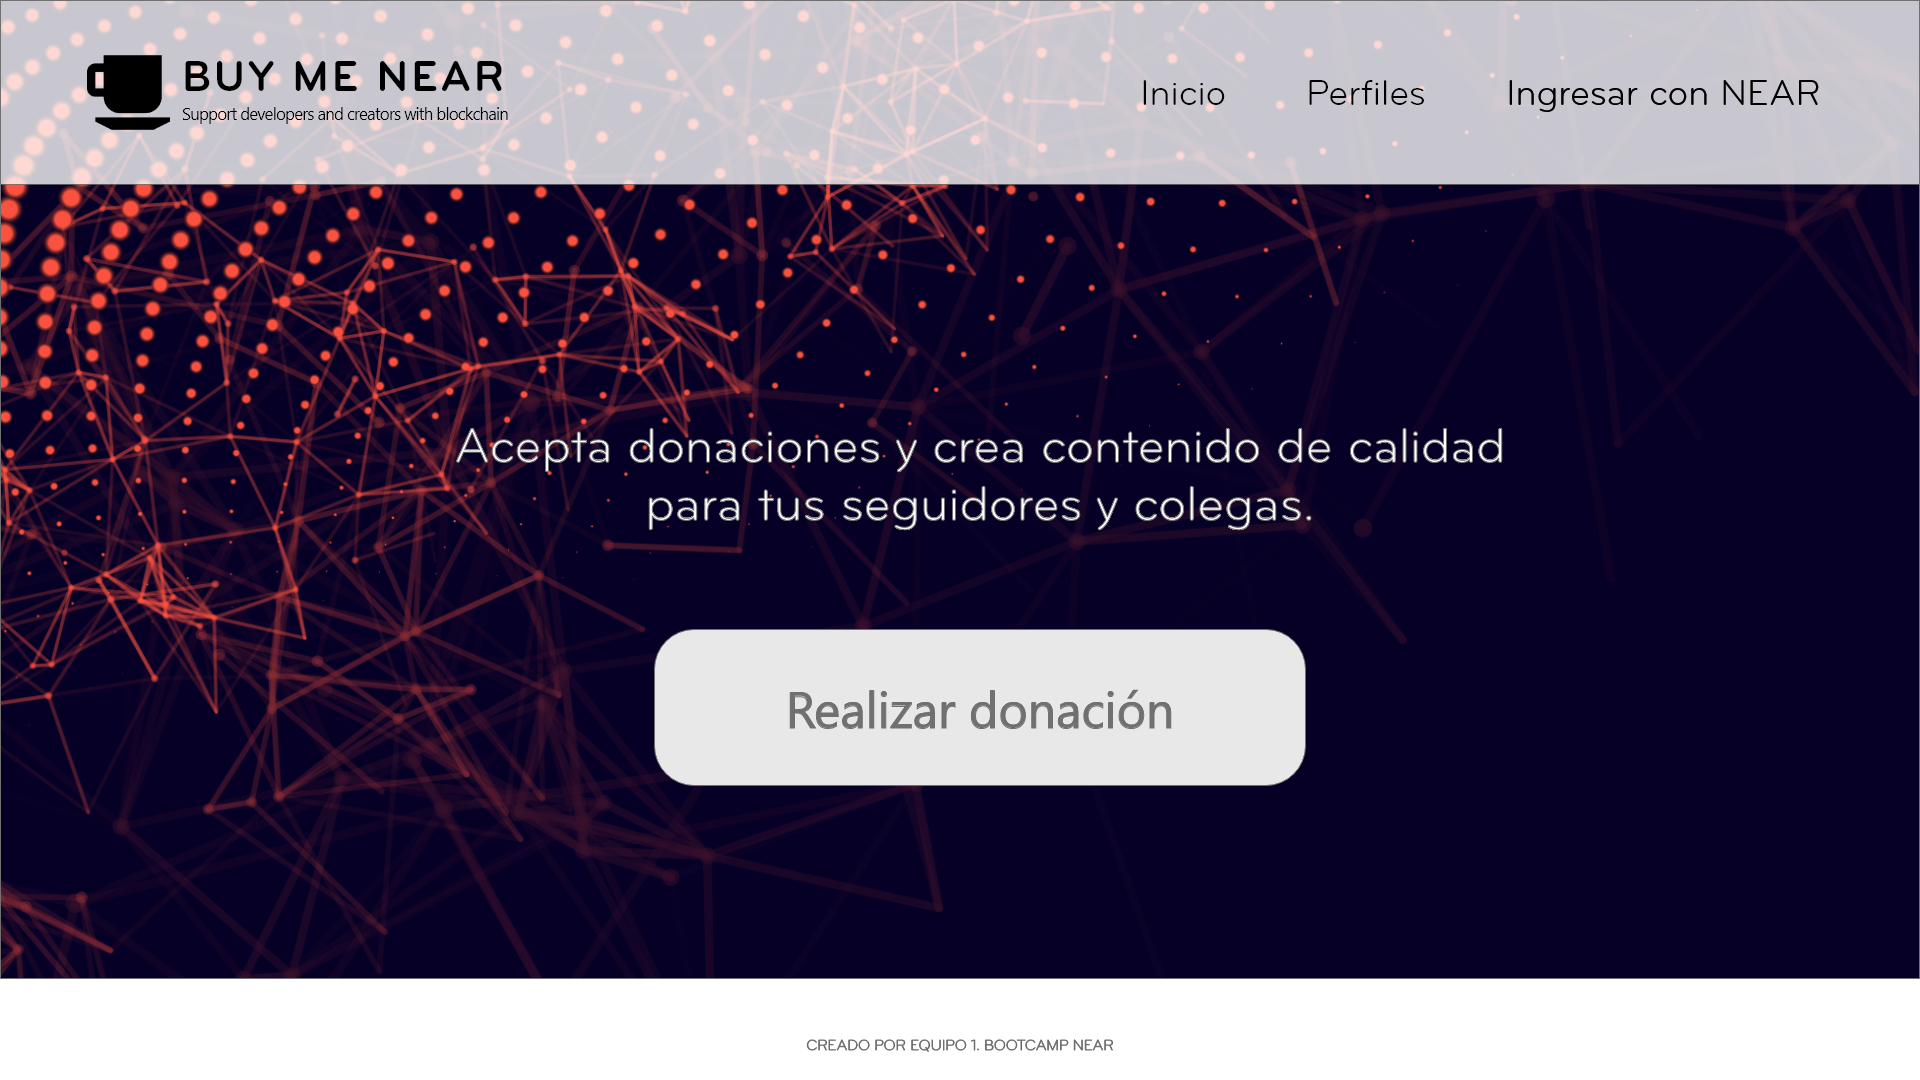 BUY ME NEAR
Support developers and creators with blockchain
Inicio
Perfiles
Ingresar con NEAR
Acepta donaciones y crea contenido de calidad
para tus seguidores y colegas.
Realizar donación
CREADO POR EQUIPO 1. BOOTCAMP NEAR